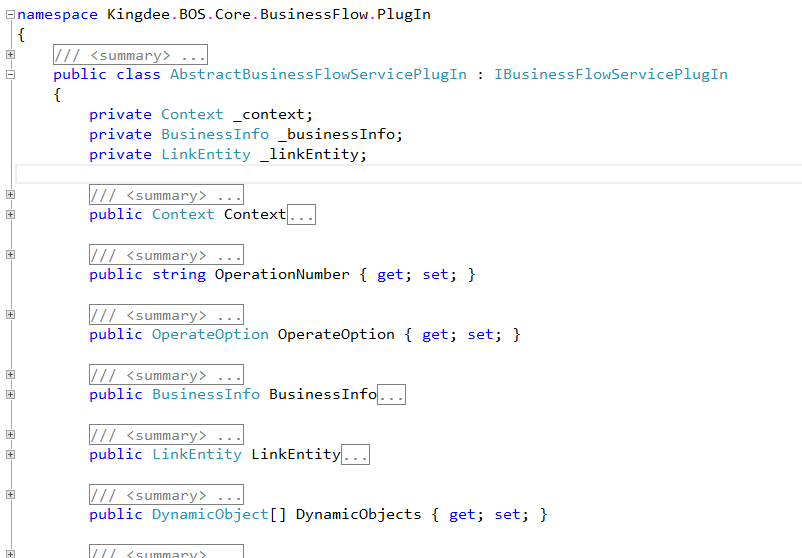 namespace Kingdee.BOS.Core.BusinessFlow.PlugIn
{
/// <summary> ...
public class AbstractBusinessFlowServicePlugIn : IBusinessFlowServicePlugIn
{
private Context _context;
private BusinessInfo _businessInfo;
private LinkEntity _linkEntity;
/// <summary> ...
public Context Context...
/// <summary> ...
public string OperationNumber { get; set; }
/// <summary> ...
public OperateOption OperateOption { get; set; }
/// <summary> ...
public BusinessInfo BusinessInfo...
/// <summary> ...
public LinkEntity LinkEntity...
/// <summary> ...
public DynamicObject[] DynamicObjects { get; set; }
/// <summary> ...